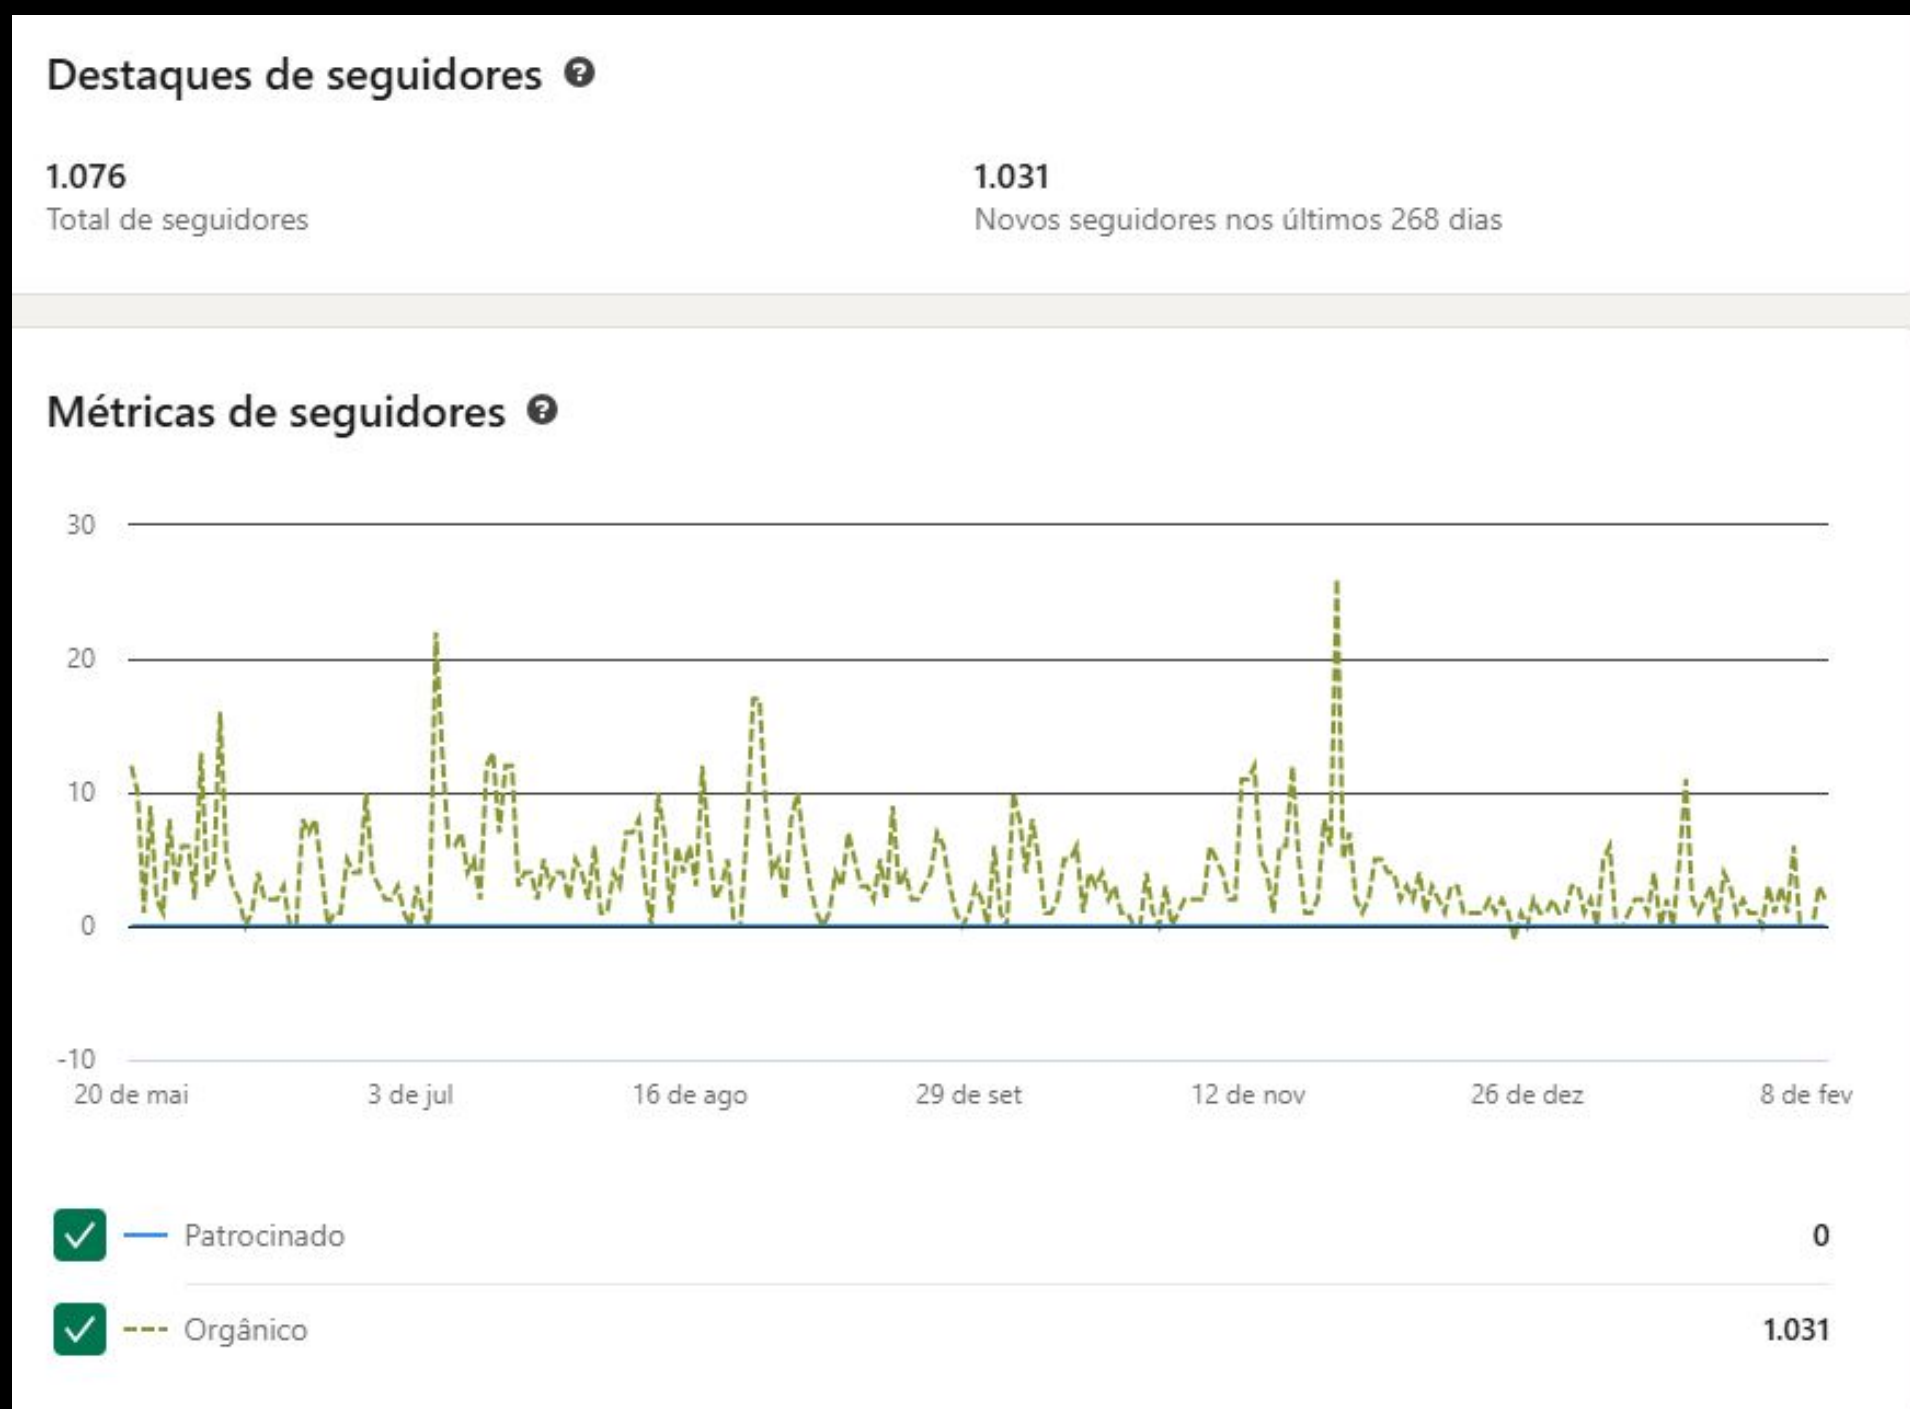 Destaques de seguidores
1.076
1.031
Total de seguidores
Novos seguidores nos últimos 268 dias
Métricas de seguidores
30
20
10
0
-10
20 de mai
3 de jul
16 de ago
29 de set
12 de nov
26 de dez
8 de fev
Patrocinado
0
Orgânico
1.031